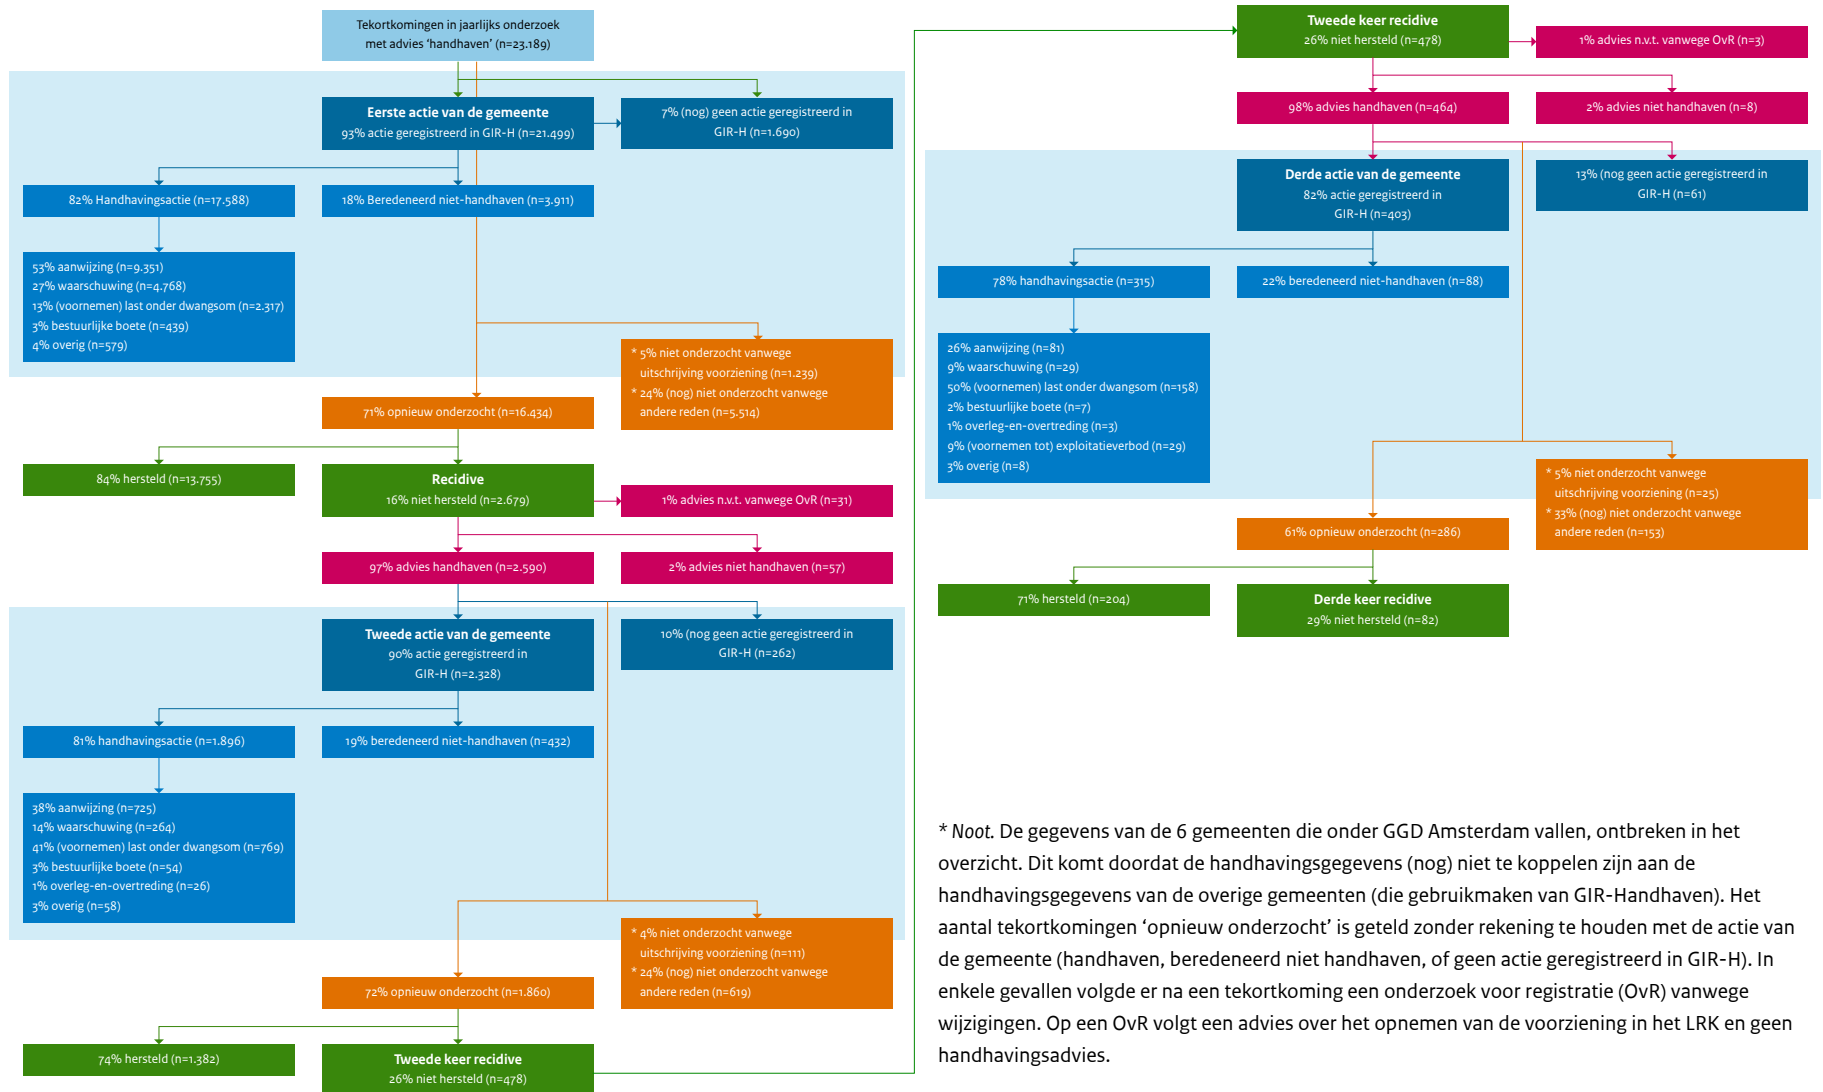 Tekortkomingen in jaarlijks onderzoek
met advies ‘handhaven’ (n=23.189)
Eerste actie van de gemeente
93% actie geregistreerd in GIR-H (n=21.499)
7% (nog) geen actie geregistreerd in
GIR-H (n=1.690)
82% Handhavingsactie (n=17.588)
18% Beredeneerd niet-handhaven (n=3.911)
53% aanwijzing (n=9.351)
27% waarschuwing (n=4.768)
13% (voornemen) last onder dwangsom (n=2.317)
3% bestuurlijke boete (n=439)
4% overig (n=579)
* 5% niet onderzocht vanwege
uitschrijving voorziening (n=1.239)
* 24% (nog) niet onderzocht vanwege
andere reden (n=5.514)
71% opnieuw onderzocht (n=16.434)
84% hersteld (n=13.755)
Recidive
16% niet hersteld (n=2.679)
1% advies n.v.t. vanwege OvR (n=31)
97% advies handhaven (n=2.590)
2% advies niet handhaven (n=57)
Tweede actie van de gemeente
90% actie geregistreerd in
GIR-H (n=2.328)
10% (nog geen actie geregistreerd in
GIR-H (n=262)
81% handhavingsactie (n=1.896)
19% beredeneerd niet-handhaven (n=432)
38% aanwijzing (n=725)
14% waarschuwing (n=264)
41% (voornemen) last onder dwangsom (n=769)
3% bestuurlijke boete (n=54)
1% overleg-en-overtreding (n=26)
3% overig (n=58)
* 4% niet onderzocht vanwege
uitschrijving voorziening (n=111)
* 24% (nog) niet onderzocht vanwege
andere reden (n=619)
72% opnieuw onderzocht (n=1.860)
74% hersteld (n=1.382)
Tweede keer recidive
26% niet hersteld (n=478)
Tweede keer recidive
26% niet hersteld (n=478)
1% advies n.v.t. vanwege OvR (n=3)
98% advies handhaven (n=464)
2% advies niet handhaven (n=8)
Derde actie van de gemeente
82% actie geregistreerd in
GIR-H (n=403)
13% (nog geen actie geregistreerd in
GIR-H (n=61)
78% handhavingsactie (n=315)
22% beredeneerd niet-handhaven (n=88)
26% aanwijzing (n=81)
9% waarschuwing (n=29)
50% (voornemen) last onder dwangsom (n=158)
2% bestuurlijke boete (n=7)
1% overleg-en-overtreding (n=3)
9% (voornemen tot) exploitatieverbod (n=29)
3% overig (n=8)
* 5% niet onderzocht vanwege
uitschrijving voorziening (n=25)
* 33% (nog) niet onderzocht vanwege
andere reden (n=153)
61% opnieuw onderzocht (n=286)
71% hersteld (n=204)
Derde keer recidive
29% niet hersteld (n=82)
* Noot. De gegevens van de 6 gemeenten die onder GGD Amsterdam vallen, ontbreken in het
overzicht. Dit komt doordat de handhavingsgegevens (nog) niet te koppelen zijn aan de
handhavingsgegevens van de overige gemeenten (die gebruikmaken van GIR-Handhaven). Het
aantal tekortkomingen ‘opnieuw onderzocht’ is geteld zonder rekening te houden met de actie van
de gemeente (handhaven, beredeneerd niet handhaven, of geen actie geregistreerd in GIR-H). In
enkele gevallen volgde er na een tekortkoming een onderzoek voor registratie (OvR) vanwege
wijzigingen. Op een OvR volgt een advies over het opnemen van de voorziening in het LRK en geen
handhavingsadvies.